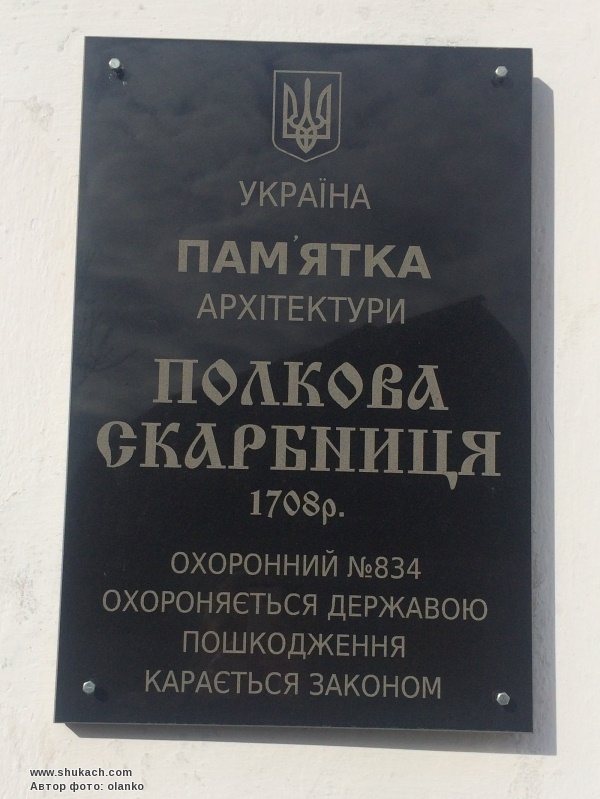 УКРАЇНА
ПАМ'ЯТКА
АРХІТЕКТУРИ
ПОЛКОВА
СКАРБНИЦЯ
1708р.
ОХОРОННИЙ №834
ОХОРОНЯЄТЬСЯ ДЕРЖАВОЮ
ПОШКОДЖЕННЯ
КАРАЄТЬСЯ ЗАКОНОМ
www.shukach.com
Автор фото: olanko